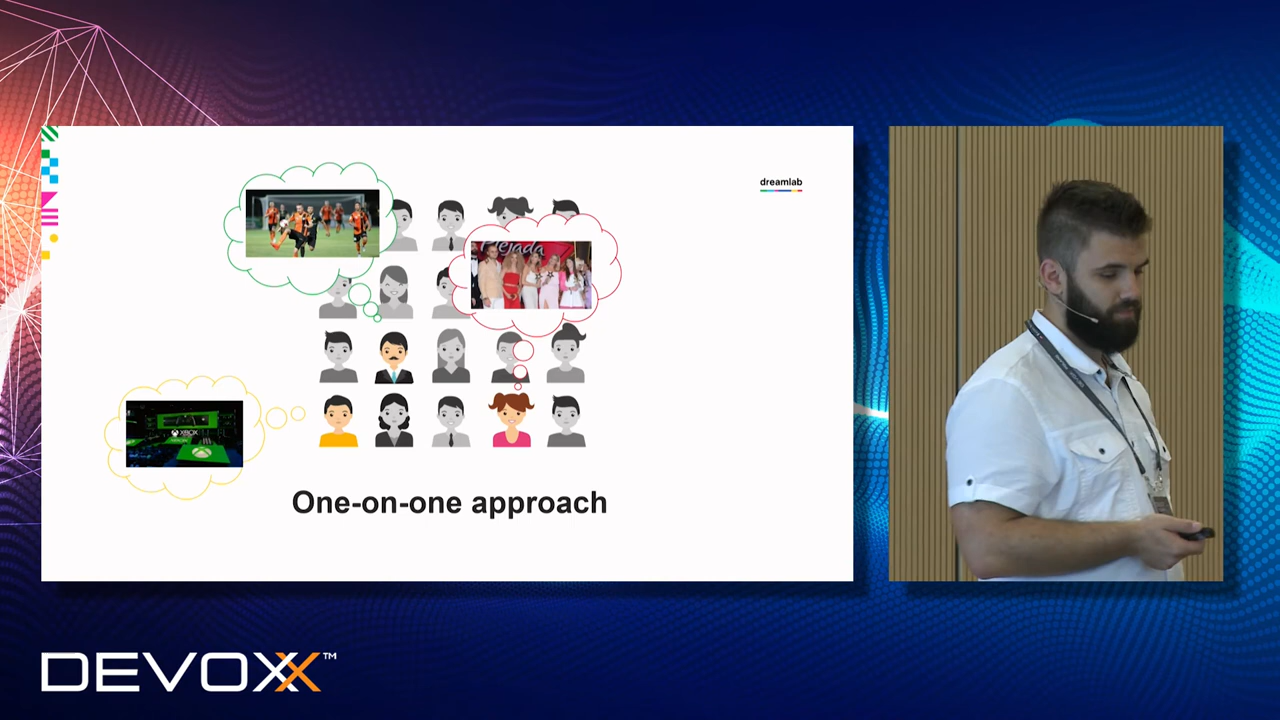 dreamlab
Plejada
XBOX
One-on-one approach
DEVOXX™